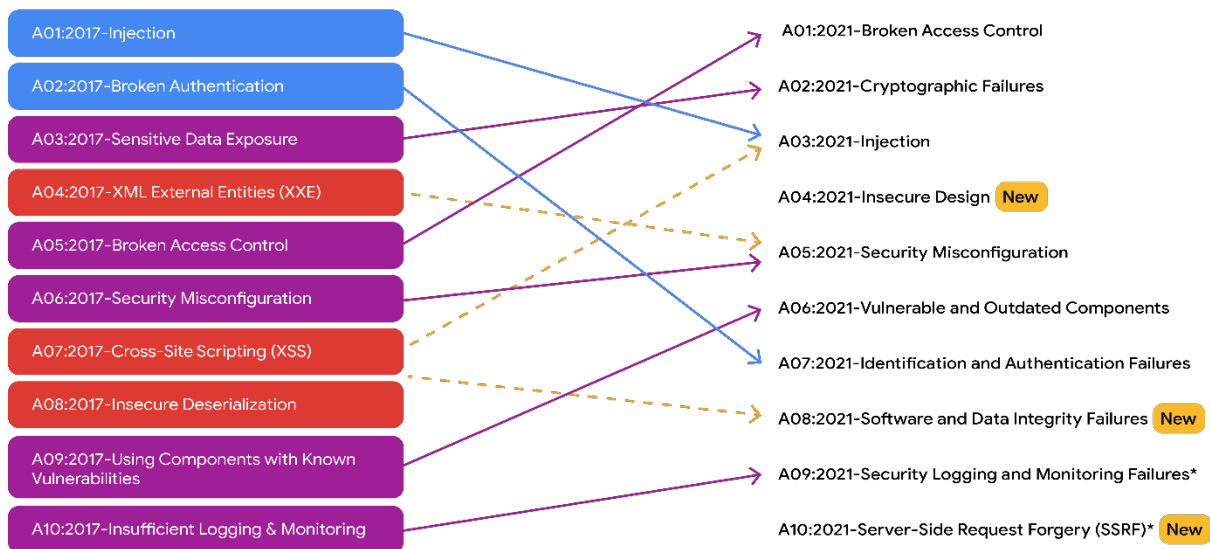 A01:2017-Injection
A02:2017-Broken Authentication
A03:2017-Sensitive Data Exposure
A04:2017-XML External Entities (XXE)
A05:2017-Broken Access Control
A06:2017-Security Misconfiguration
A07:2017-Cross-Site Scripting (XSS)
A08:2017-Insecure Deserialization
A09:2017-Using Components with Known
Vulnerabilities
A10:2017-Insufficient Logging & Monitoring
A01:2021-Broken Access Control
A02:2021-Cryptographic Failures
A03:2021-Injection
A04:2021-Insecure Design New
A05:2021-Security Misconfiguration
A06:2021-Vulnerable and Outdated Components
A07:2021-Identification and Authentication Failures
A08:2021-Software and Data Integrity Failures New
A09:2021-Security Logging and Monitoring Failures*
A10:2021-Server-Side Request Forgery (SSRF)* New